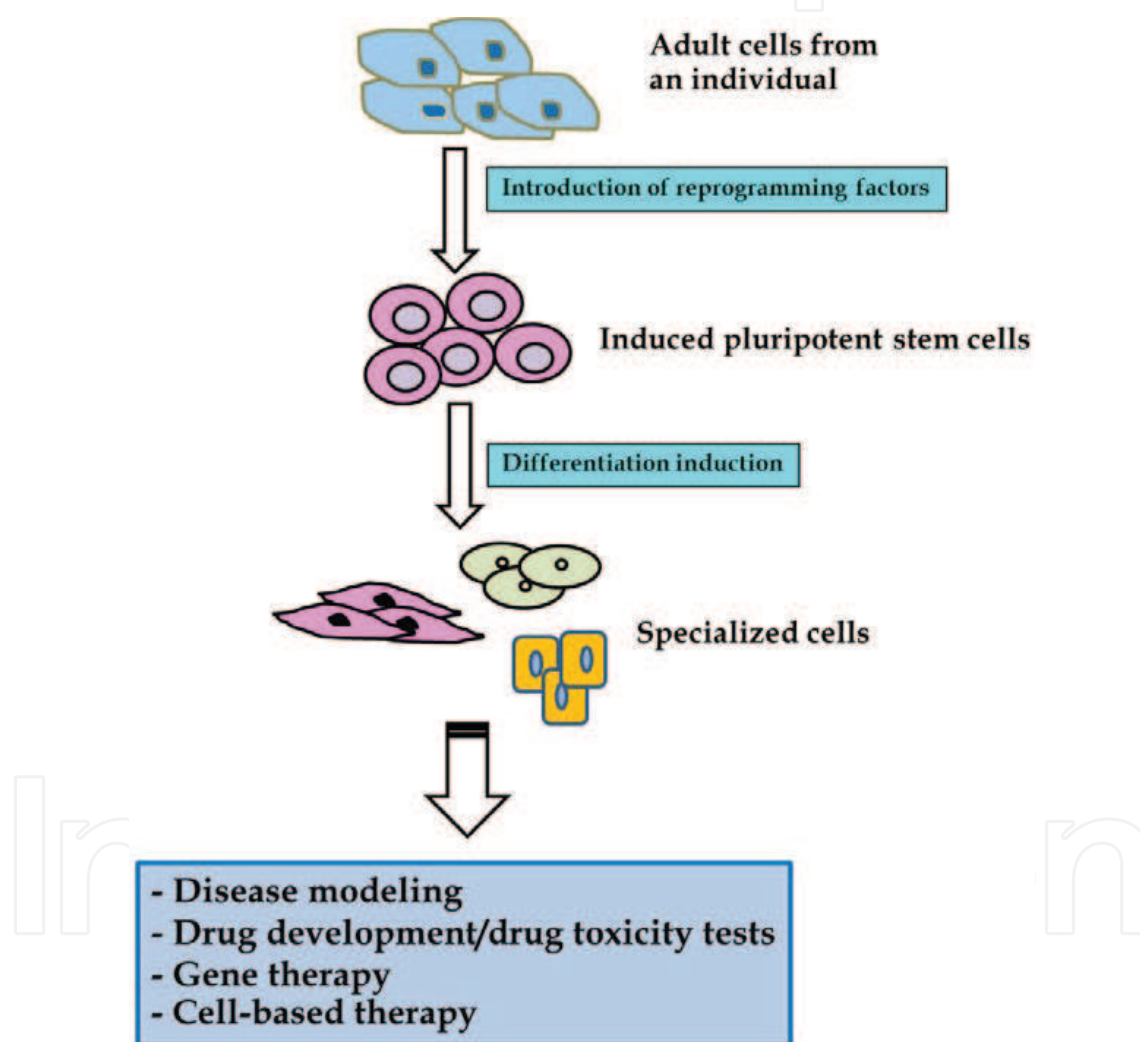 Adult cells from
an individual
Introduction of reprogramming factors
Induced pluripotent stem cells
Differentiation induction
Specialized cells
- Disease modeling
- Drug development/drug toxicity tests
- Gene therapy
- Cell-based therapy